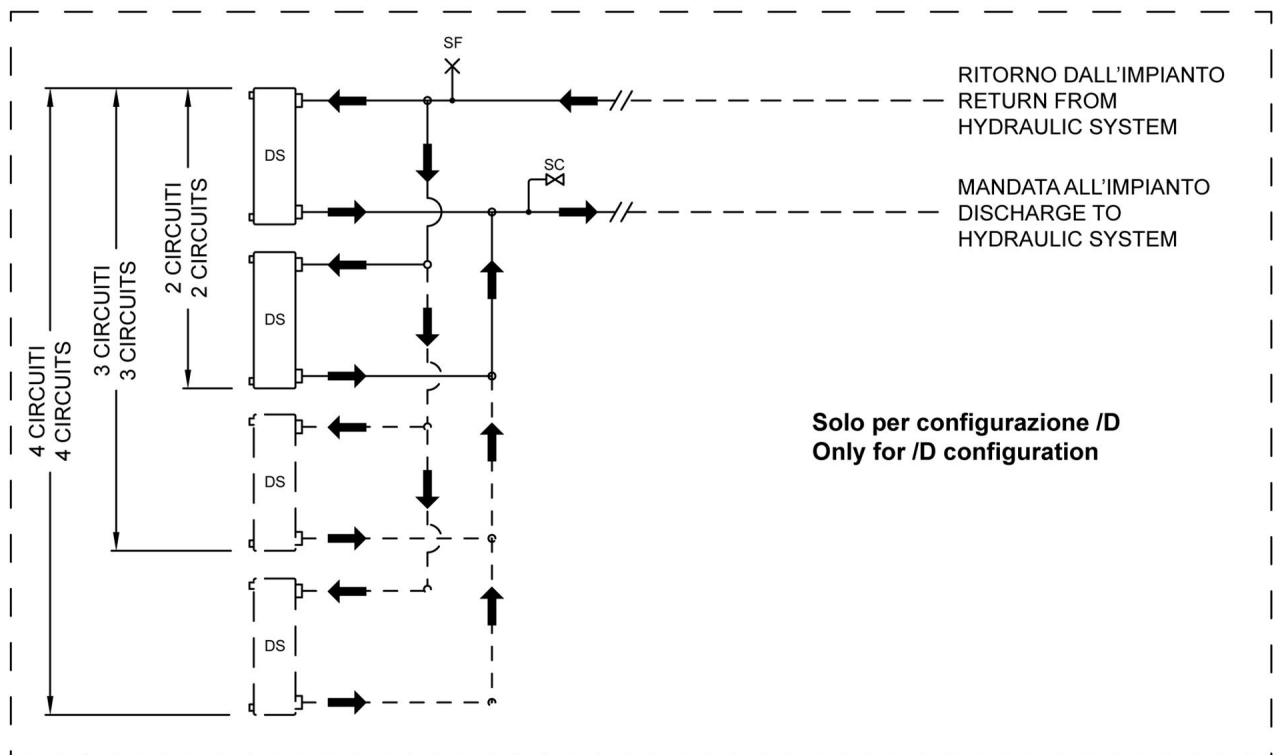 SF
RITORNO DALL'IMPIANTO
RETURN FROM
HYDRAULIC SYSTEM
DS
SC
MANDATA ALL'IMPIANTO
DISCHARGE TO
HYDRAULIC SYSTEM
2 CIRCUITI
2 CIRCUITS
3 CIRCUITI
3 CIRCUITS
4 CIRCUITI
4 CIRCUITS
DS
Solo per configurazione /D
Only for /D configuration
DS
DS